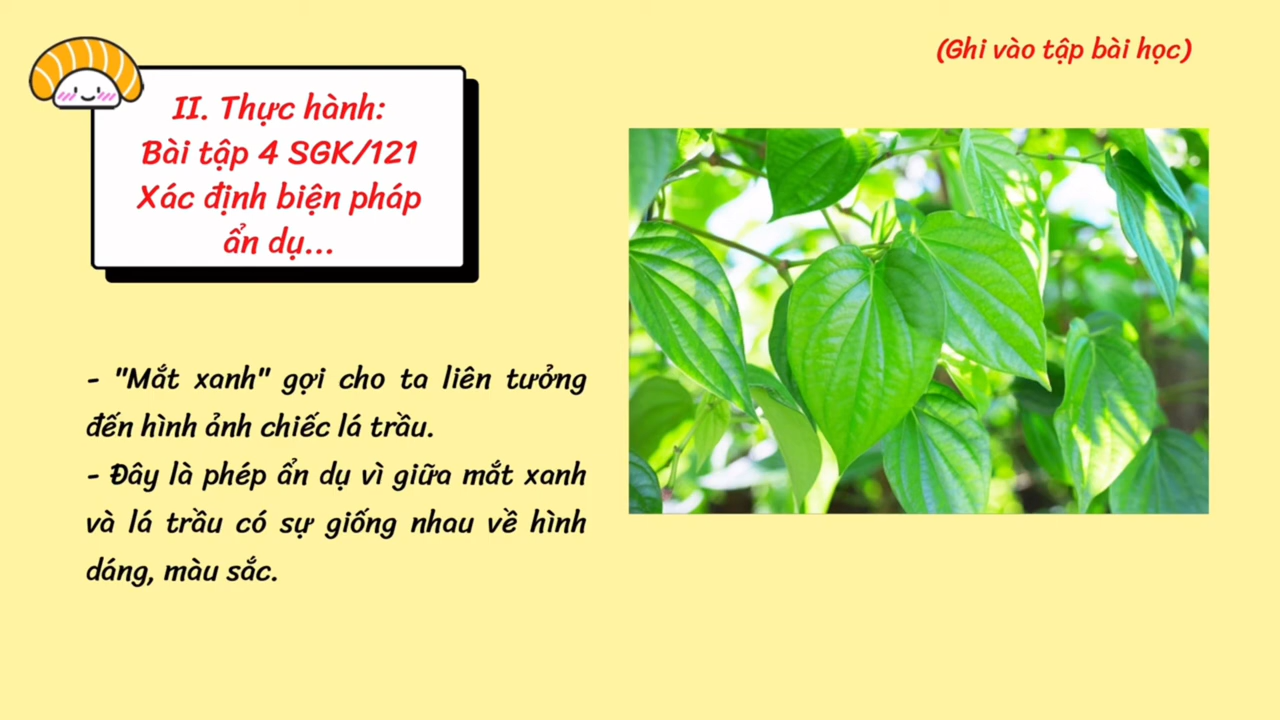 (Ghi vào tập bài học)
II. Thực hành:
Bài tập 4 SGK/121
Xác định biện pháp
ẩn dụ...
- "Mắt xanh" gợi cho ta liên tưởng
đến hình ảnh chiếc lá trầu.
- Đây là phép ẩn dụ vì giữa mắt xanh
và lá trầu có sự giống nhau về hình
dáng, màu sắc.